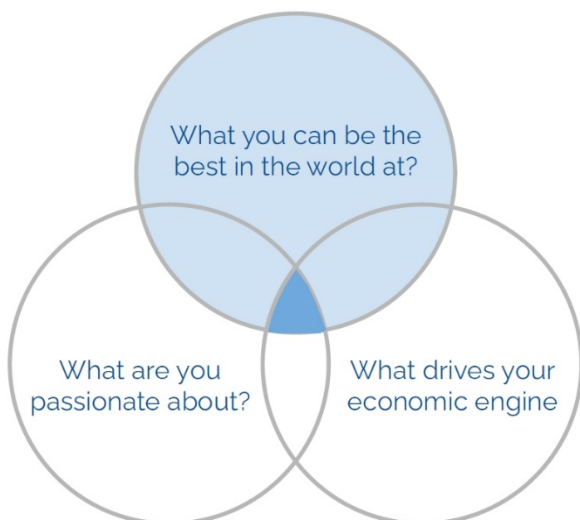 What you can be the
best in the world at?
What are you
passionate about?
What drives your
economic engine